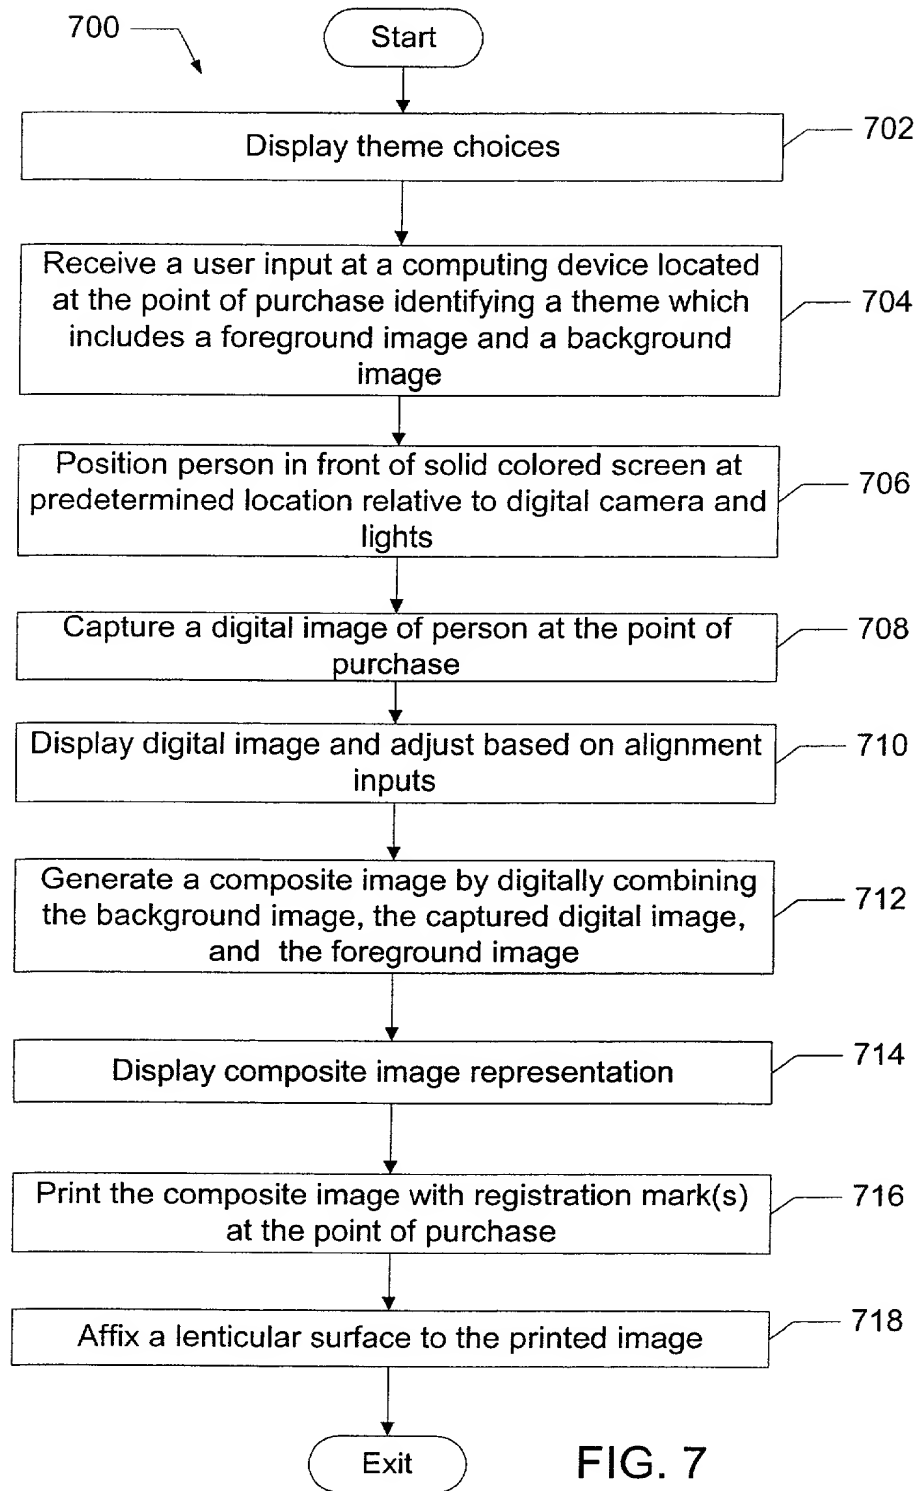 700
Start
Display theme choices
702
Receive a user input at a computing device located
at the point of purchase identifying a theme which
includes a foreground image and a background
image
704
Position person in front of solid colored screen at
predetermined location relative to digital camera and
lights
706
Capture a digital image of person at the point of
purchase
708
Display digital image and adjust based on alignment
inputs
710
Generate a composite image by digitally combining
the background image, the captured digital image,
and the foreground image
712
Display composite image representation
714
Print the composite image with registration mark(s)
at the point of purchase
716
Affix a lenticular surface to the printed image
718
Exit
FIG. 7